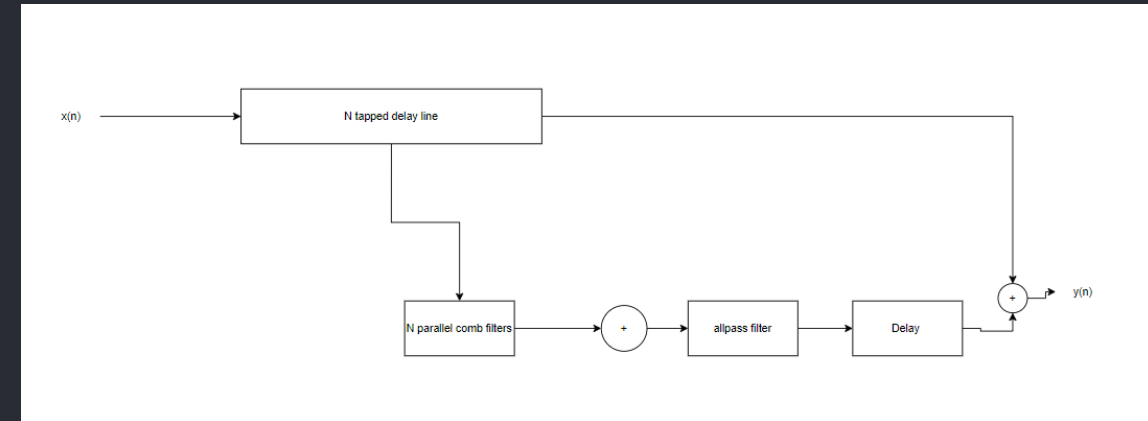 x(n)
N tapped delay line
y(n)
+
N parallel comb filters
+
allpass filter
Delay